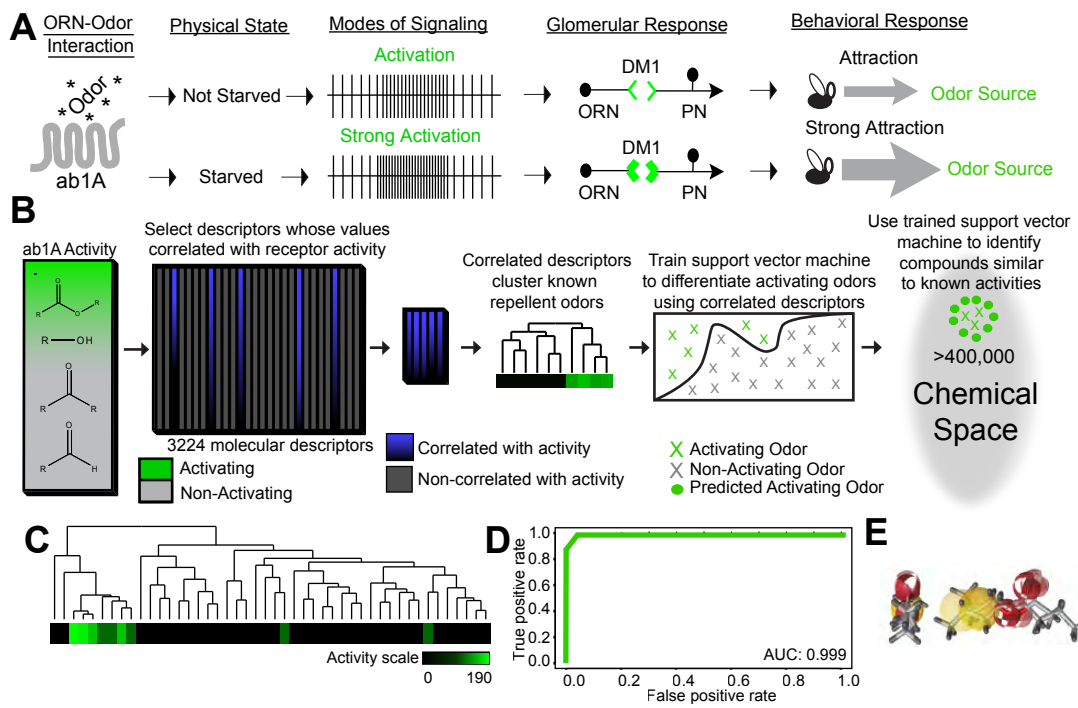 A
ORN-Odor
Interaction
Physical State
Modes of Signaling
Glomerular Response
Behavioral Response
* * Odor * * *
ab1A
Not Starved
Activation
DM1
ORN
PN
Attraction
Odor Source
Starved
Strong Activation
DM1
ORN
PN
Strong Attraction
Odor Source
B
ab1A Activity
O
R
O
R
R
OH
O
R
R
O
R
H
Select descriptors whose values
correlated with receptor activity
3224 molecular descriptors
Activating
Non-Activating
Correlated with activity
Non-correlated with activity
Correlated descriptors
cluster known
repellent odors
Train support vector machine
to differentiate activating odors
using correlated descriptors
X Activating Odor
X Non-Activating Odor
Predicted Activating Odor
Use trained support vector
machine to identify
compounds similar
to known activities
>400,000
Chemical
Space
C
Activity scale
0 190
D
True positive rate
1.0
0.8
0.6
0.4
0.2
0.0
0.0 0.2 0.4 0.6 0.8 1.0
False positive rate
AUC: 0.999
E